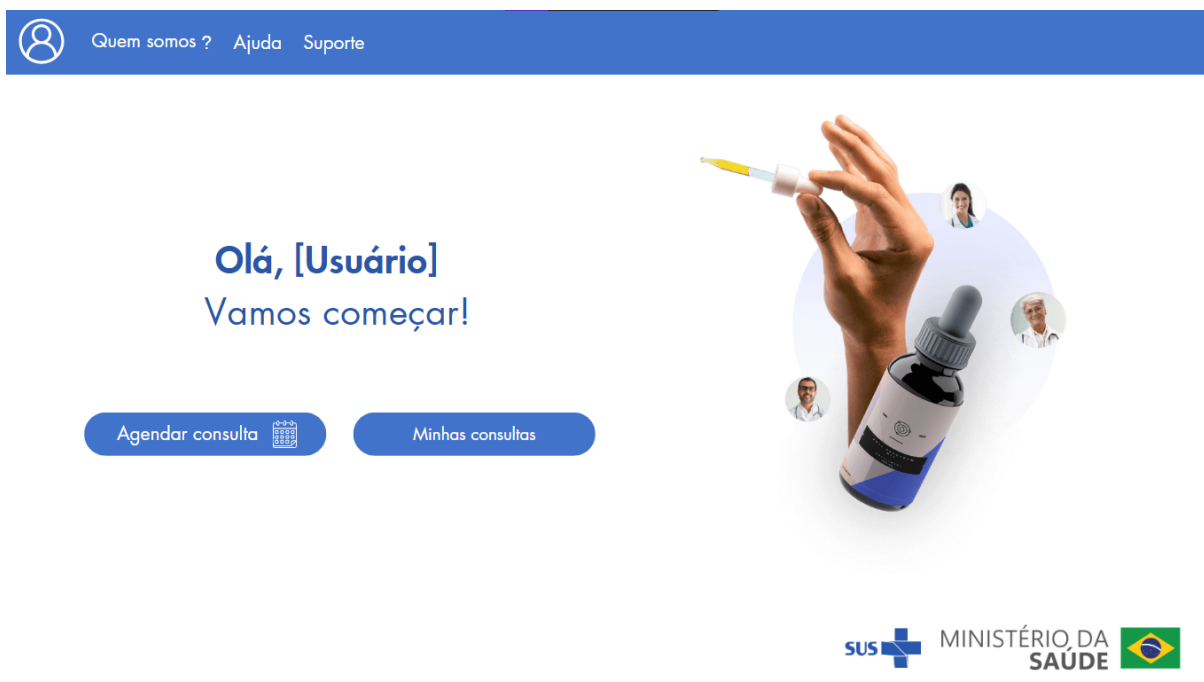 Quem somos ? Ajuda Suporte
Olá, [Usuário]
Vamos começar!
Agendar consulta
Minhas consultas
SUS
MINISTÉRIO DA
SAÚDE